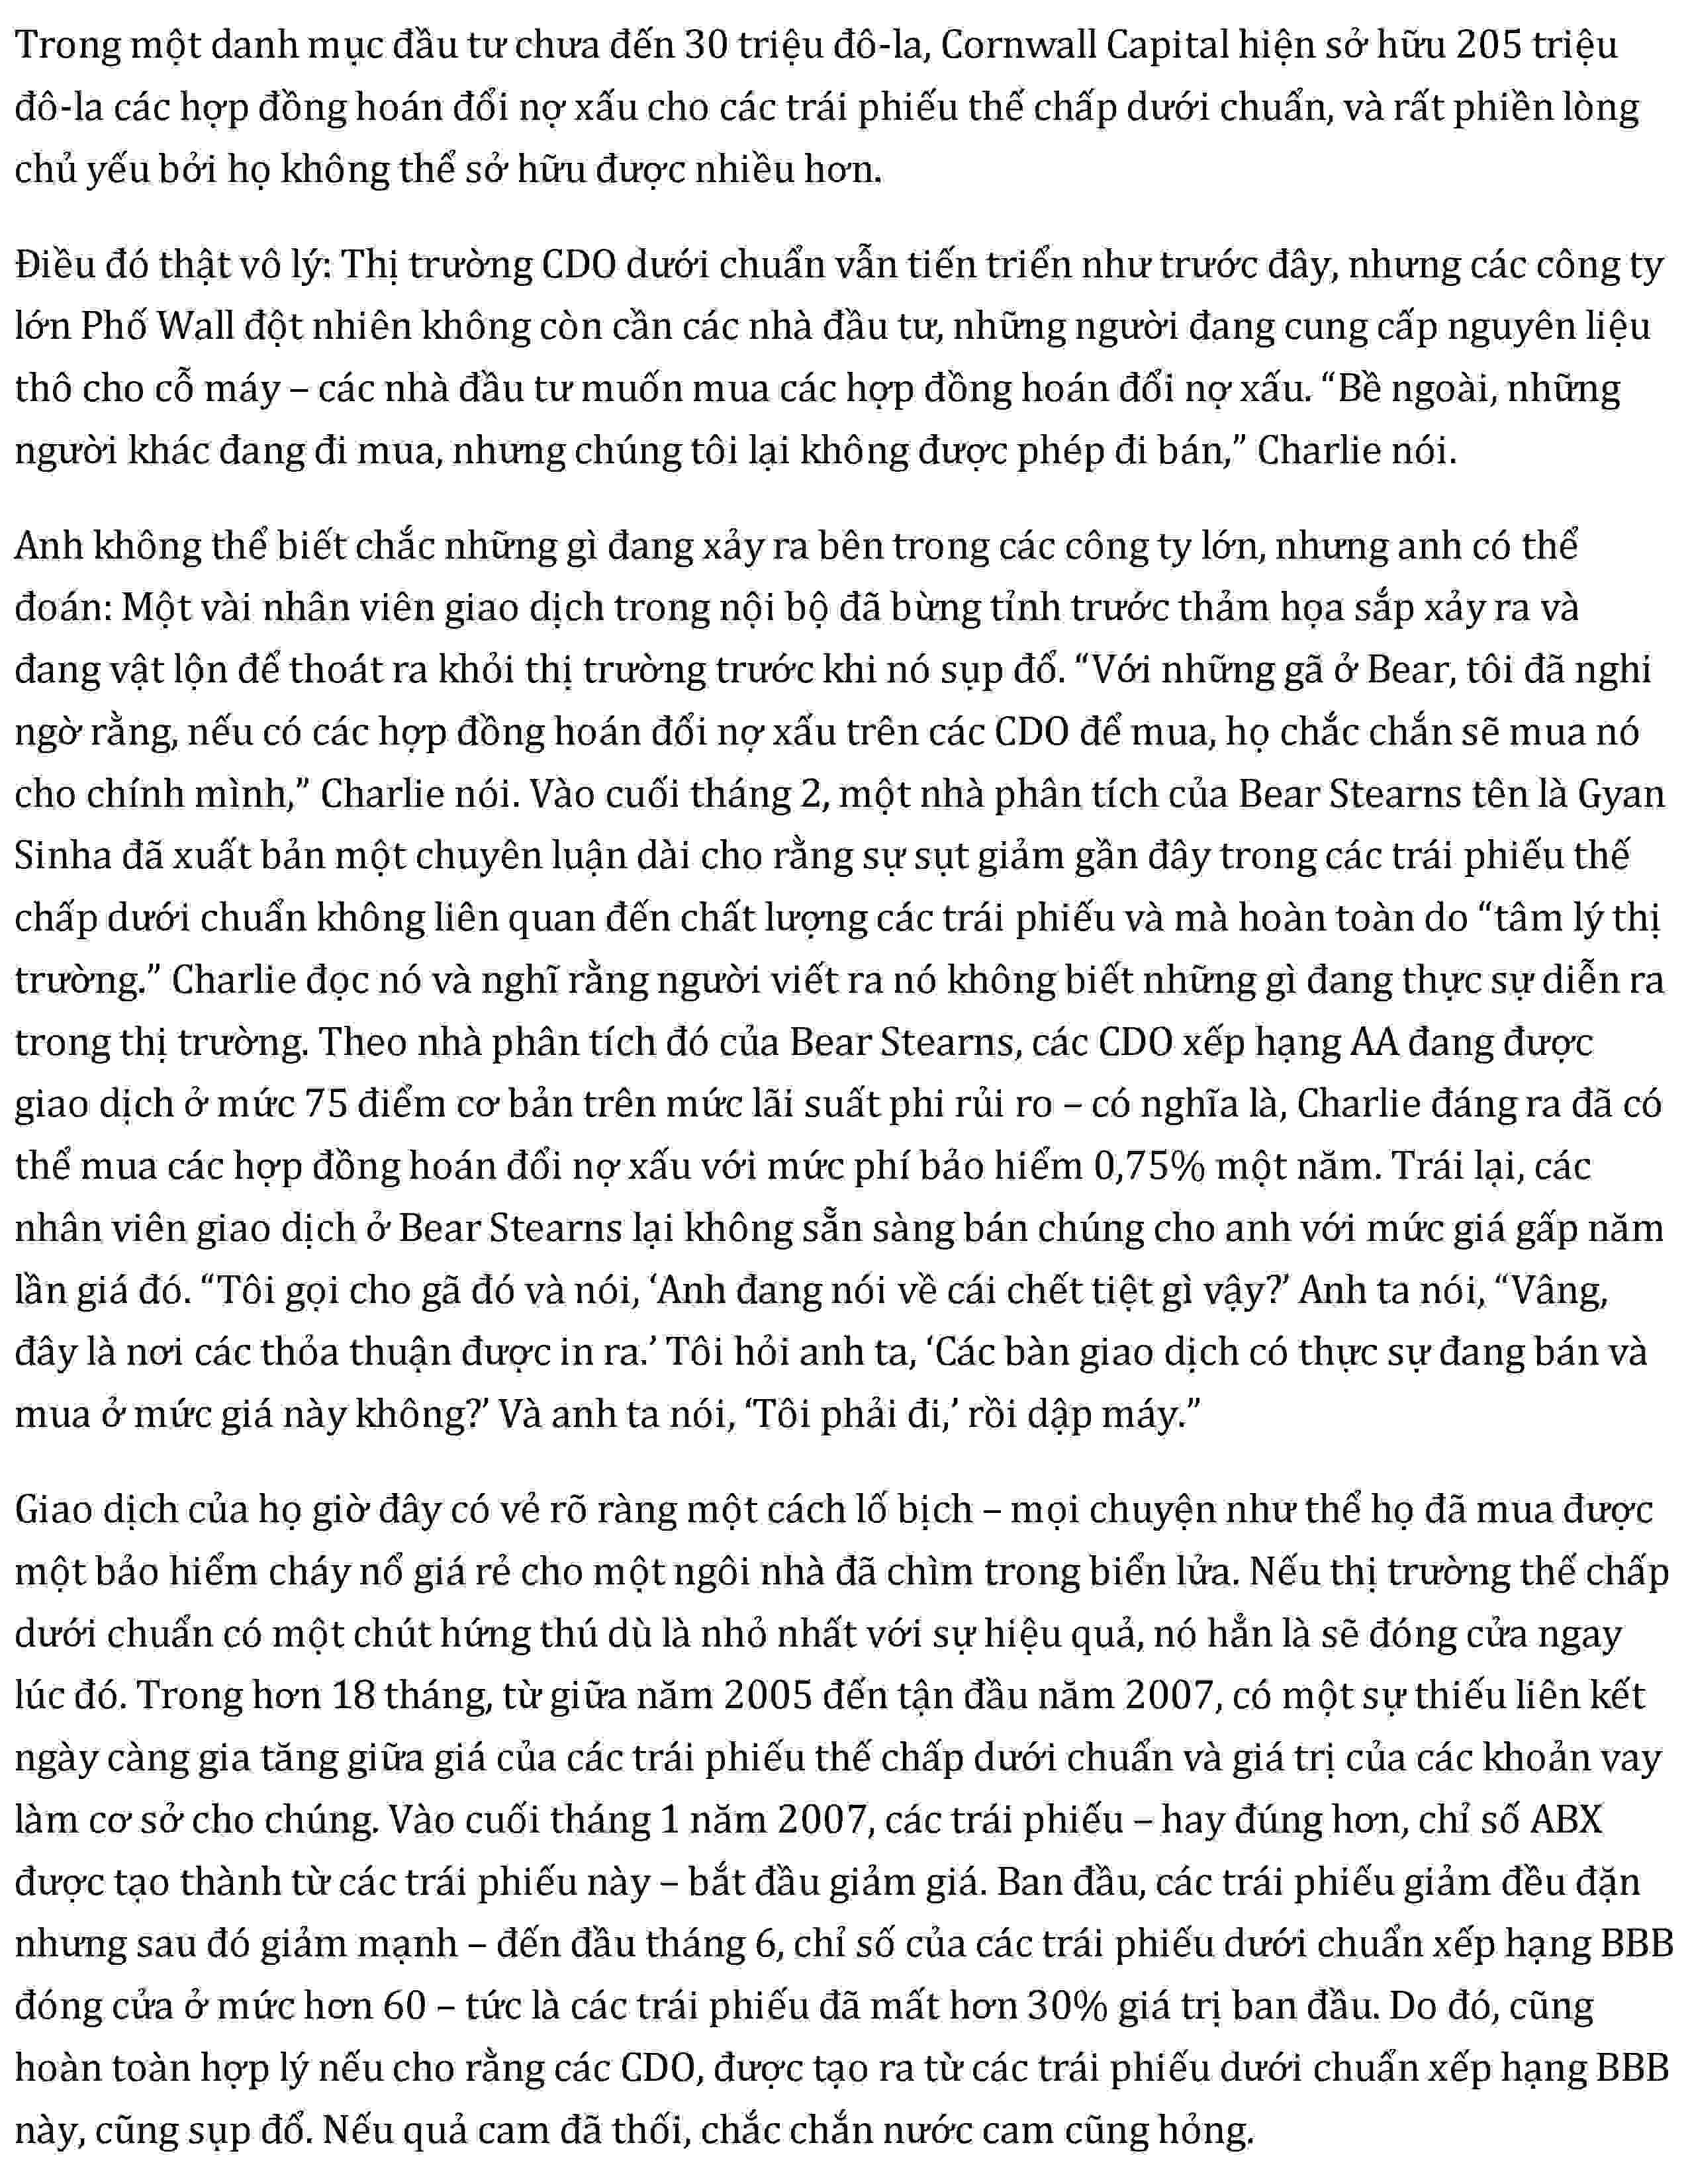 Trong một danh mục đầu tư chưa đến 30 triệu đô-la, Cornwall Capital hiện sở hữu 205 triệu
đô-la các hợp đồng hoán đổi nợ xấu cho các trái phiếu thế chấp dưới chuẩn, và rất phiền lòng
chủ yếu bởi họ không thể sở hữu được nhiều hơn.
Điều đó thật vô lý: Thị trường CDO dưới chuẩn vẫn tiến triển như trước đây, nhưng các công ty
lớn Phố Wall đột nhiên không còn cần các nhà đầu tư, những người đang cung cấp nguyên liệu
thô cho cỗ máy – các nhà đầu tư muốn mua các hợp đồng hoán đổi nợ xấu. “Bề ngoài, những
người khác đang đi mua, nhưng chúng tôi lại không được phép đi bán,” Charlie nói.
Anh không thể biết chắc những gì đang xảy ra bên trong các công ty lớn, nhưng anh có thể
đoán: Một vài nhân viên giao dịch trong nội bộ đã bừng tỉnh trước thảm họa sắp xảy ra và
đang vật lộn để thoát ra khỏi thị trường trước khi nó sụp đổ. “Với những gã ở Bear, tôi đã nghi
ngờ rằng, nếu có các hợp đồng hoán đổi nợ xấu trên các CDO để mua, họ chắc chắn sẽ mua nó
cho chính mình,” Charlie nói. Vào cuối tháng 2, một nhà phân tích của Bear Stearns tên là Gyan
Sinha đã xuất bản một chuyên luận dài cho rằng sự sụt giảm gần đây trong các trái phiếu thế
chấp dưới chuẩn không liên quan đến chất lượng các trái phiếu và mà hoàn toàn do “tâm lý thị
trường.” Charlie đọc nó và nghĩ rằng người viết ra nó không biết những gì đang thực sự diễn ra
trong thị trường. Theo nhà phân tích đó của Bear Stearns, các CDO xếp hạng AA đang được
giao dịch ở mức 75 điểm cơ bản trên mức lãi suất phi rủi ro – có nghĩa là, Charlie đáng ra đã có
thể mua các hợp đồng hoán đổi nợ xấu với mức phí bảo hiểm 0,75% một năm. Trái lại, các
nhân viên giao dịch ở Bear Stearns lại không sẵn sàng bán chúng cho anh với mức giá gấp năm
lần giá đó. “Tôi gọi cho gã đó và nói, ‘Anh đang nói về cái chết tiệt gì vậy?’ Anh ta nói, “Vâng,
đây là nơi các thỏa thuận được in ra.’ Tôi hỏi anh ta, ‘Các bàn giao dịch có thực sự đang bán và
mua ở mức giá này không?’ Và anh ta nói, ‘Tôi phải đi,’ rồi dập máy.”
Giao dịch của họ giờ đây có vẻ rõ ràng một cách lố bịch – mọi chuyện như thể họ đã mua được
một bảo hiểm cháy nổ giá rẻ cho một ngôi nhà đã chìm trong biển lửa. Nếu thị trường thế chấp
dưới chuẩn có một chút hứng thú dù là nhỏ nhất với sự hiệu quả, nó hẳn là sẽ đóng cửa ngay
lúc đó. Trong hơn 18 tháng, từ giữa năm 2005 đến tận đầu năm 2007, có một sự thiếu liên kết
ngày càng gia tăng giữa giá của các trái phiếu thế chấp dưới chuẩn và giá trị của các khoản vay
làm cơ sở cho chúng. Vào cuối tháng 1 năm 2007, các trái phiếu – hay đúng hơn, chỉ số ABX
được tạo thành từ các trái phiếu này – bắt đầu giảm giá. Ban đầu, các trái phiếu giảm đều đặn
nhưng sau đó giảm mạnh – đến đầu tháng 6, chỉ số của các trái phiếu dưới chuẩn xếp hạng BBB
đóng cửa ở mức hơn 60 – tức là các trái phiếu đã mất hơn 30% giá trị ban đầu. Do đó, cũng
hoàn toàn hợp lý nếu cho rằng các CDO, được tạo ra từ các trái phiếu dưới chuẩn xếp hạng BBB
này, cũng sụp đổ. Nếu quả cam đã thối, chắc chắn nước cam cũng hỏng.